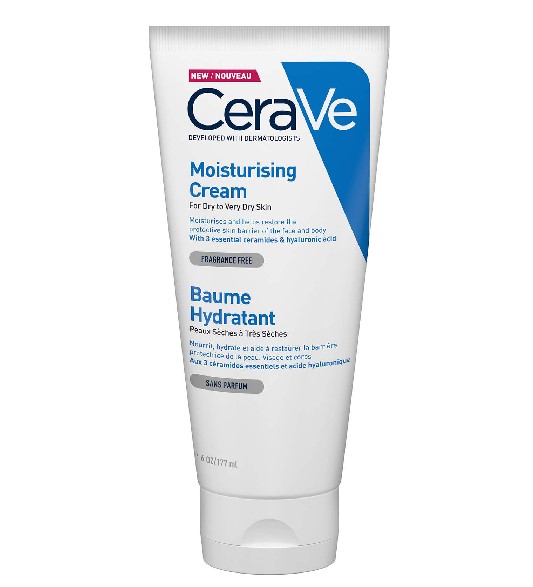 NEW / NOUVEAU
CeraVe
DEVELOPED WITH DERMATOLOGISTS
Moisturising
Cream
For Dry to Very Dry Skin
Moisturises and helps restore the
protective skin barrier of the face and body
With 3 essential ceramides & hyaluronic acid
FRAGRANCE FREE
Baume
Hydratant
Peaux Sèches à Très Sèches
Nourrit, hydrate et aide à restaurer la barrière
protectrice de la peau. Visage et corps
Aux 3 céramides essentiels et acide hyaluronique
SANS PARFUM
6 OZ/177 ml